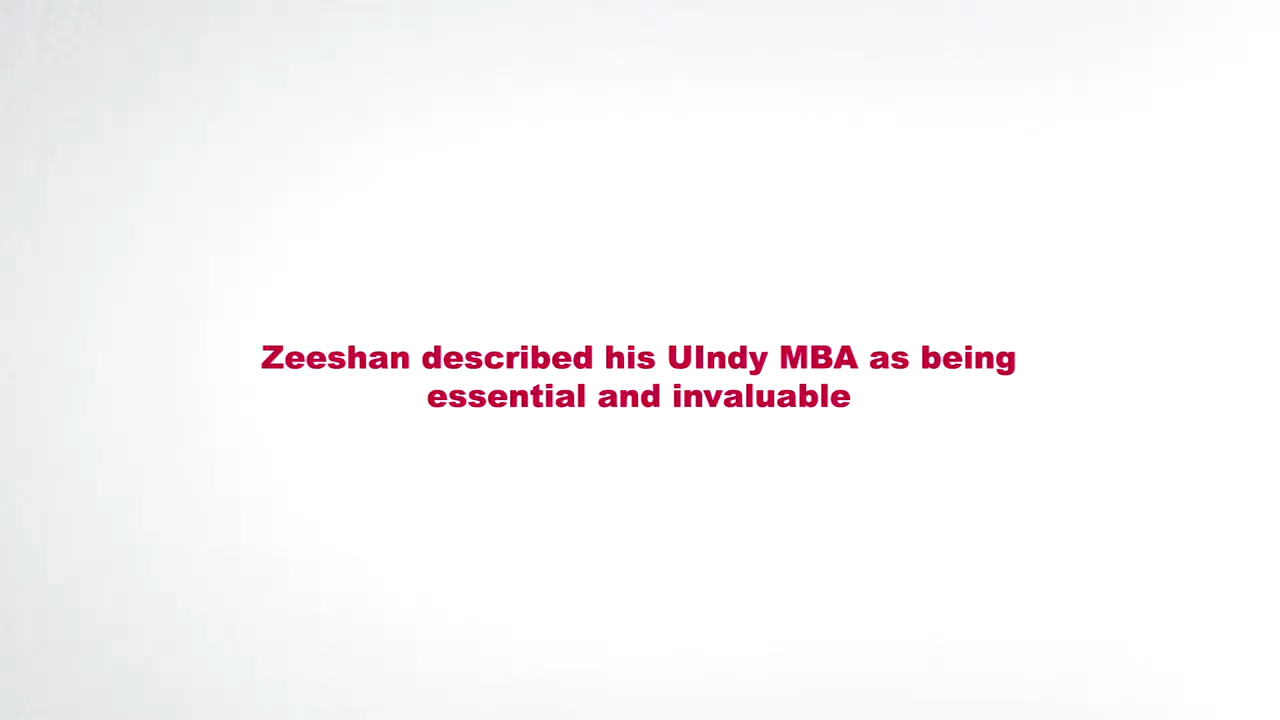 Zeeshan described his UIndy MBA as being
essential and invaluable